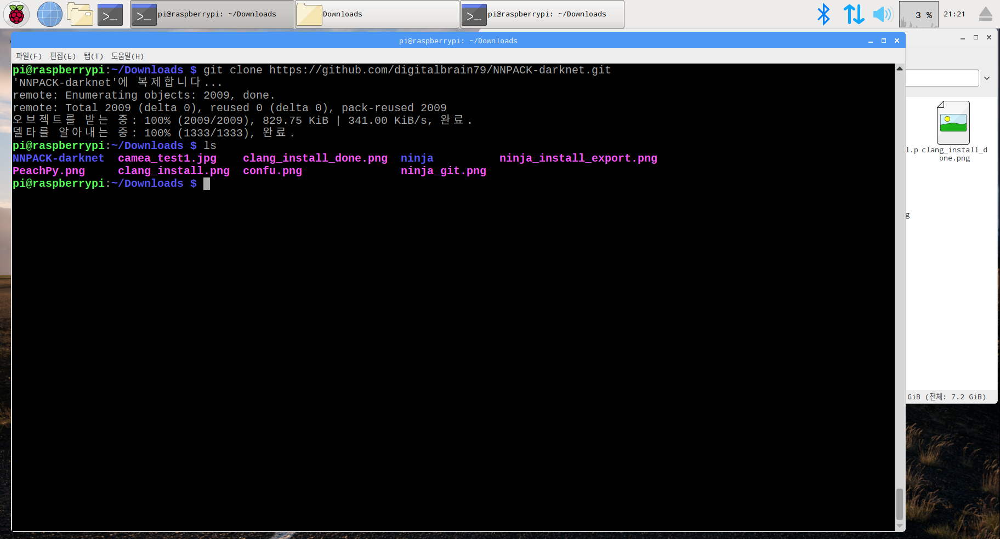 pi@raspberrypi: ~/Downloads
Downloads
pi@raspberrypi: ~/Downloads
3 %
21:21
pi@raspberrypi: ~/Downloads
파일(F) 편집(E) 탭(T) 도움말(H)
pi@raspberrypi:~/Downloads $ git clone https://github.com/digitalbrain79/NNPACK-darknet.git
'NNPACK-darknet'에 복제합니다...
remote: Enumerating objects: 2009, done.
remote: Total 2009 (delta 0), reused 0 (delta 0), pack-reused 2009
오브젝트를 받는 중: 100% (2009/2009), 829.75 KiB | 341.00 KiB/s, 완료.
델타를 알아내는 중: 100% (1333/1333), 완료.
pi@raspberrypi:~/Downloads $ ls
NNPACK-darknet camea_test1.jpg clang_install_done.png ninja ninja_install_export.png
PeachPy.png clang_install.png confu.png ninja_git.png
pi@raspberrypi:~/Downloads $
l.p clang_install_d
one.png
g
GiB (전체: 7.2 GiB)